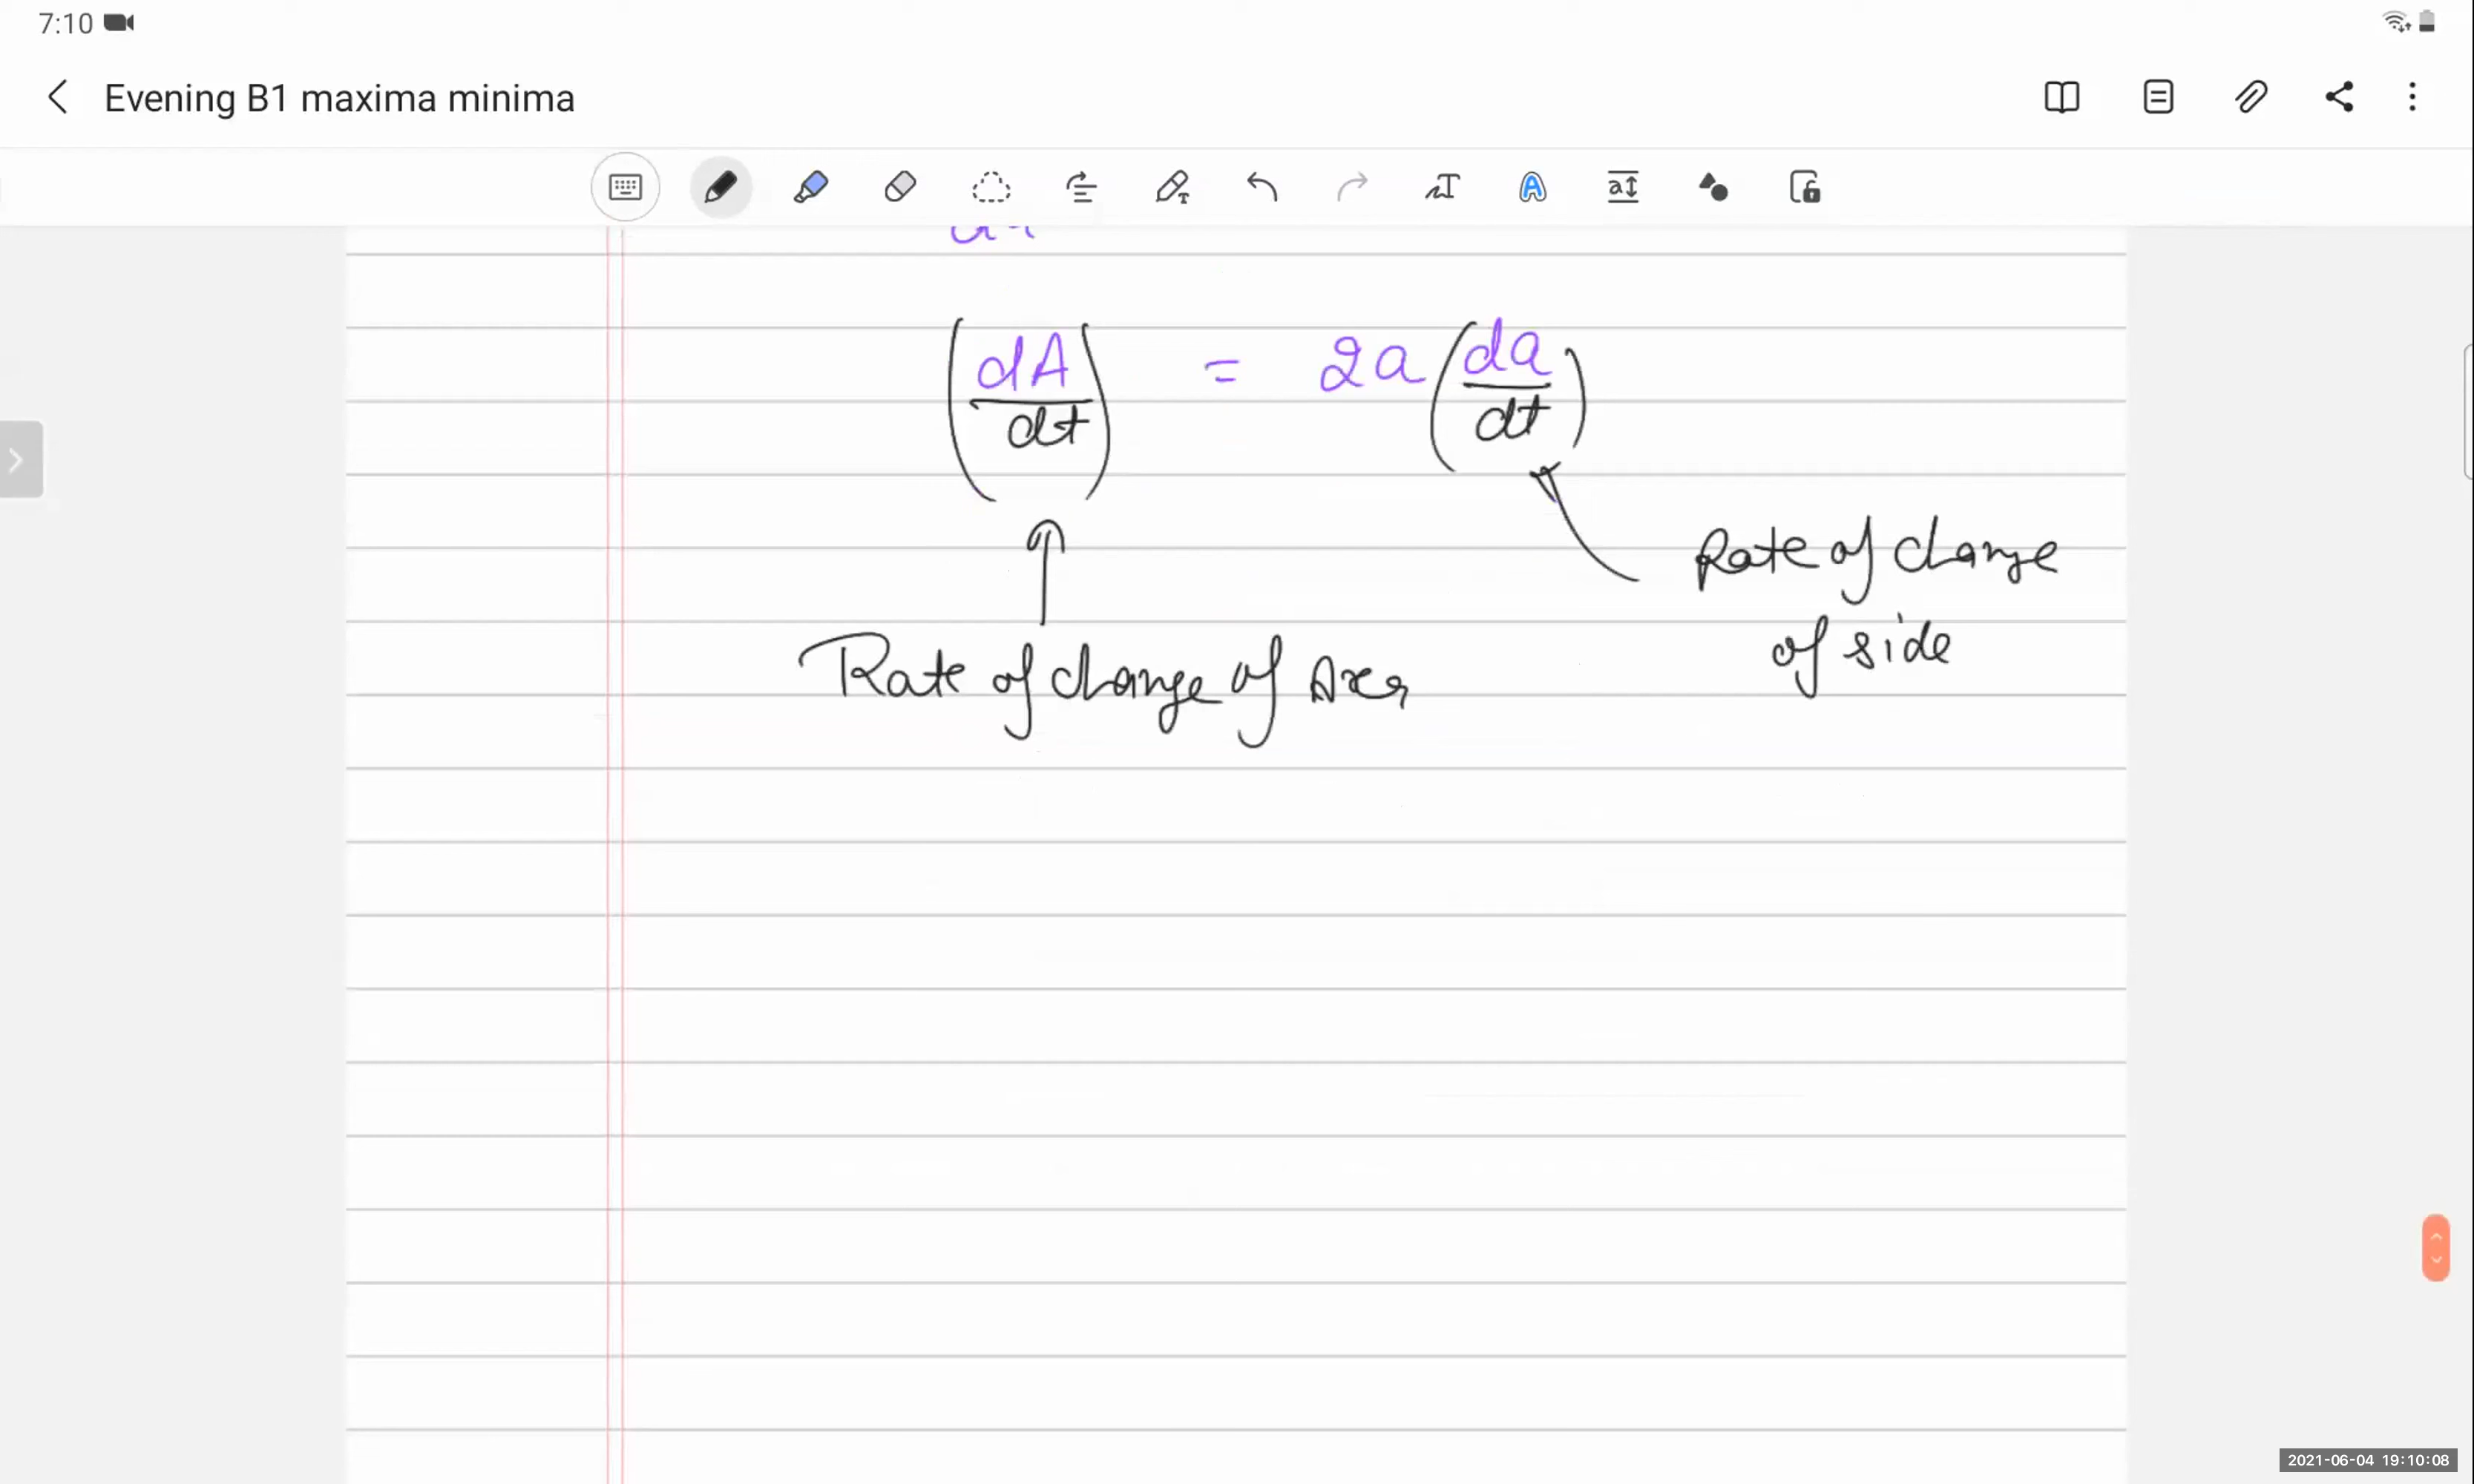 7:10
Evening B1 maxima minima
(dA/dt) = 2a (da/dt)
Rate of change
of side
Rate of change of Area
2021-06-04 19:10:08